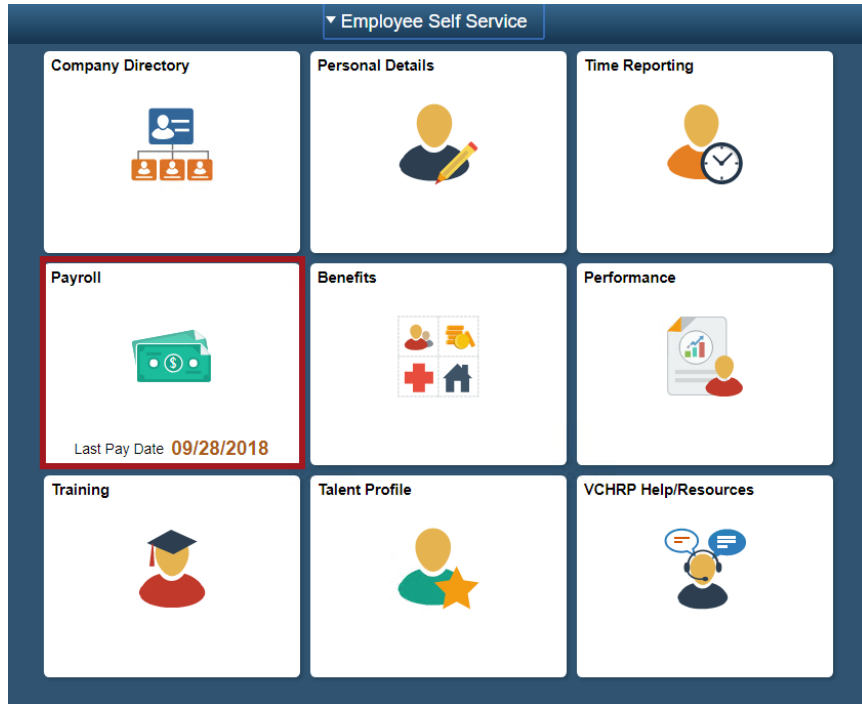 Employee Self Service
Company Directory
Personal Details
Time Reporting
Payroll
$
Last Pay Date 09/28/2018
Benefits
Performance
Training
Talent Profile
VCHRP Help/Resources